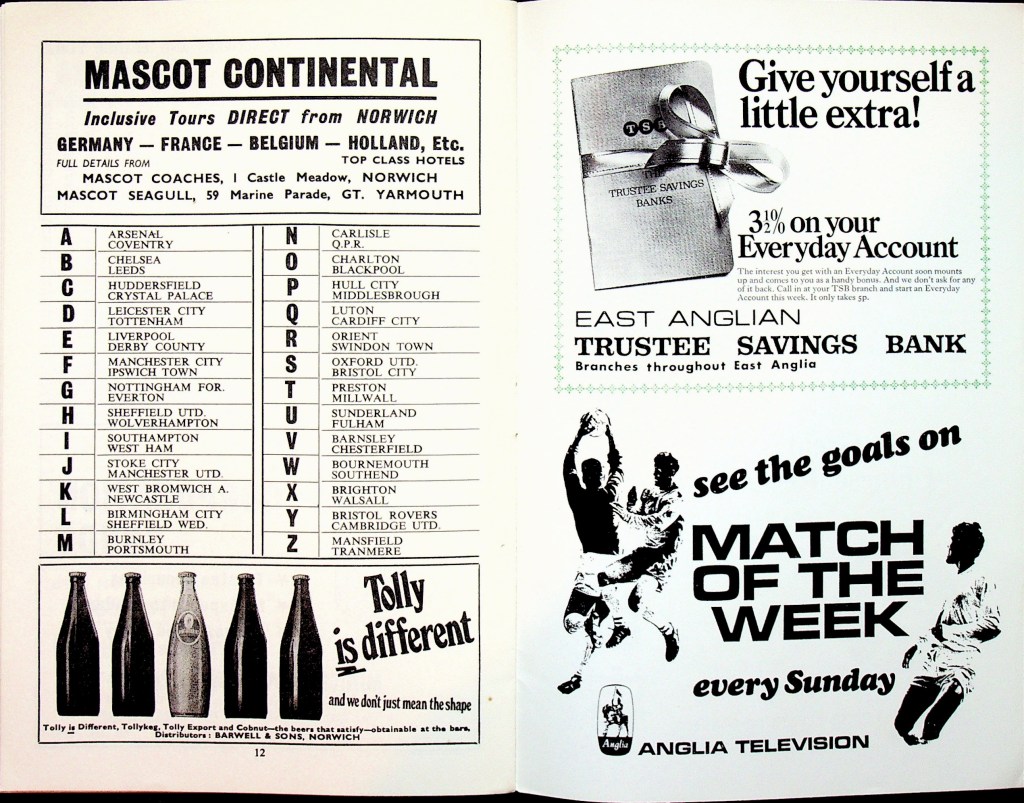 MASCOT CONTINENTAL
Inclusive Tours DIRECT from NORWICH
GERMANY — FRANCE — BELGIUM — HOLLAND, Etc.
FULL DETAILS FROM TOP CLASS HOTELS
MASCOT COACHES, 1 Castle Meadow, NORWICH
MASCOT SEAGULL, 59 Marine Parade, GT. YARMOUTH
A ARSENAL
COVENTRY
B CHELSEA
LEEDS
C HUDDERSFIELD
CRYSTAL PALACE
D LEICESTER CITY
TOTTENHAM
E LIVERPOOL
DERBY COUNTY
F MANCHESTER CITY
IPSWICH TOWN
G NOTTINGHAM FOR.
EVERTON
H SHEFFIELD UTD.
WOLVERHAMPTON
I SOUTHAMPTON
WEST HAM
J STOKE CITY
MANCHESTER UTD.
K WEST BROMWICH A.
NEWCASTLE
L BIRMINGHAM CITY
SHEFFIELD WED.
M BURNLEY
PORTSMOUTH
N CARLISLE
Q.P.R.
O CHARLTON
BLACKPOOL
P HULL CITY
MIDDLESBROUGH
Q LUTON
CARDIFF CITY
R ORIENT
SWINDON TOWN
S OXFORD UTD.
BRISTOL CITY
T PRESTON
MILLWALL
U SUNDERLAND
FULHAM
V BARNSLEY
CHESTERFIELD
W BOURNEMOUTH
SOUTHEND
X BRIGHTON
WALSALL
Y BRISTOL ROVERS
CAMBRIDGE UTD.
Z MANSFIELD
TRANMERE
Tolly
is different
and we don't just mean the shape
Tolly is Different, Tollykeg, Tolly Export and Cobnut—the beers that satisfy—obtainable at the bars.
Distributors : BARWELL & SONS, NORWICH
12
Give yourself a
little extra!
TSB
THE
TRUSTEE SAVINGS
BANKS
3½% on your
Everyday Account
The interest you get with an Everyday Account soon mounts
up and comes to you as a handy bonus. And we don't ask for any
of it back. Call in at your TSB branch and start an Everyday
Account this week. It only takes 5p.
EAST ANGLIAN
TRUSTEE SAVINGS BANK
Branches throughout East Anglia
see the goals on
MATCH
OF THE
WEEK
every Sunday
Anglia
ANGLIA TELEVISION